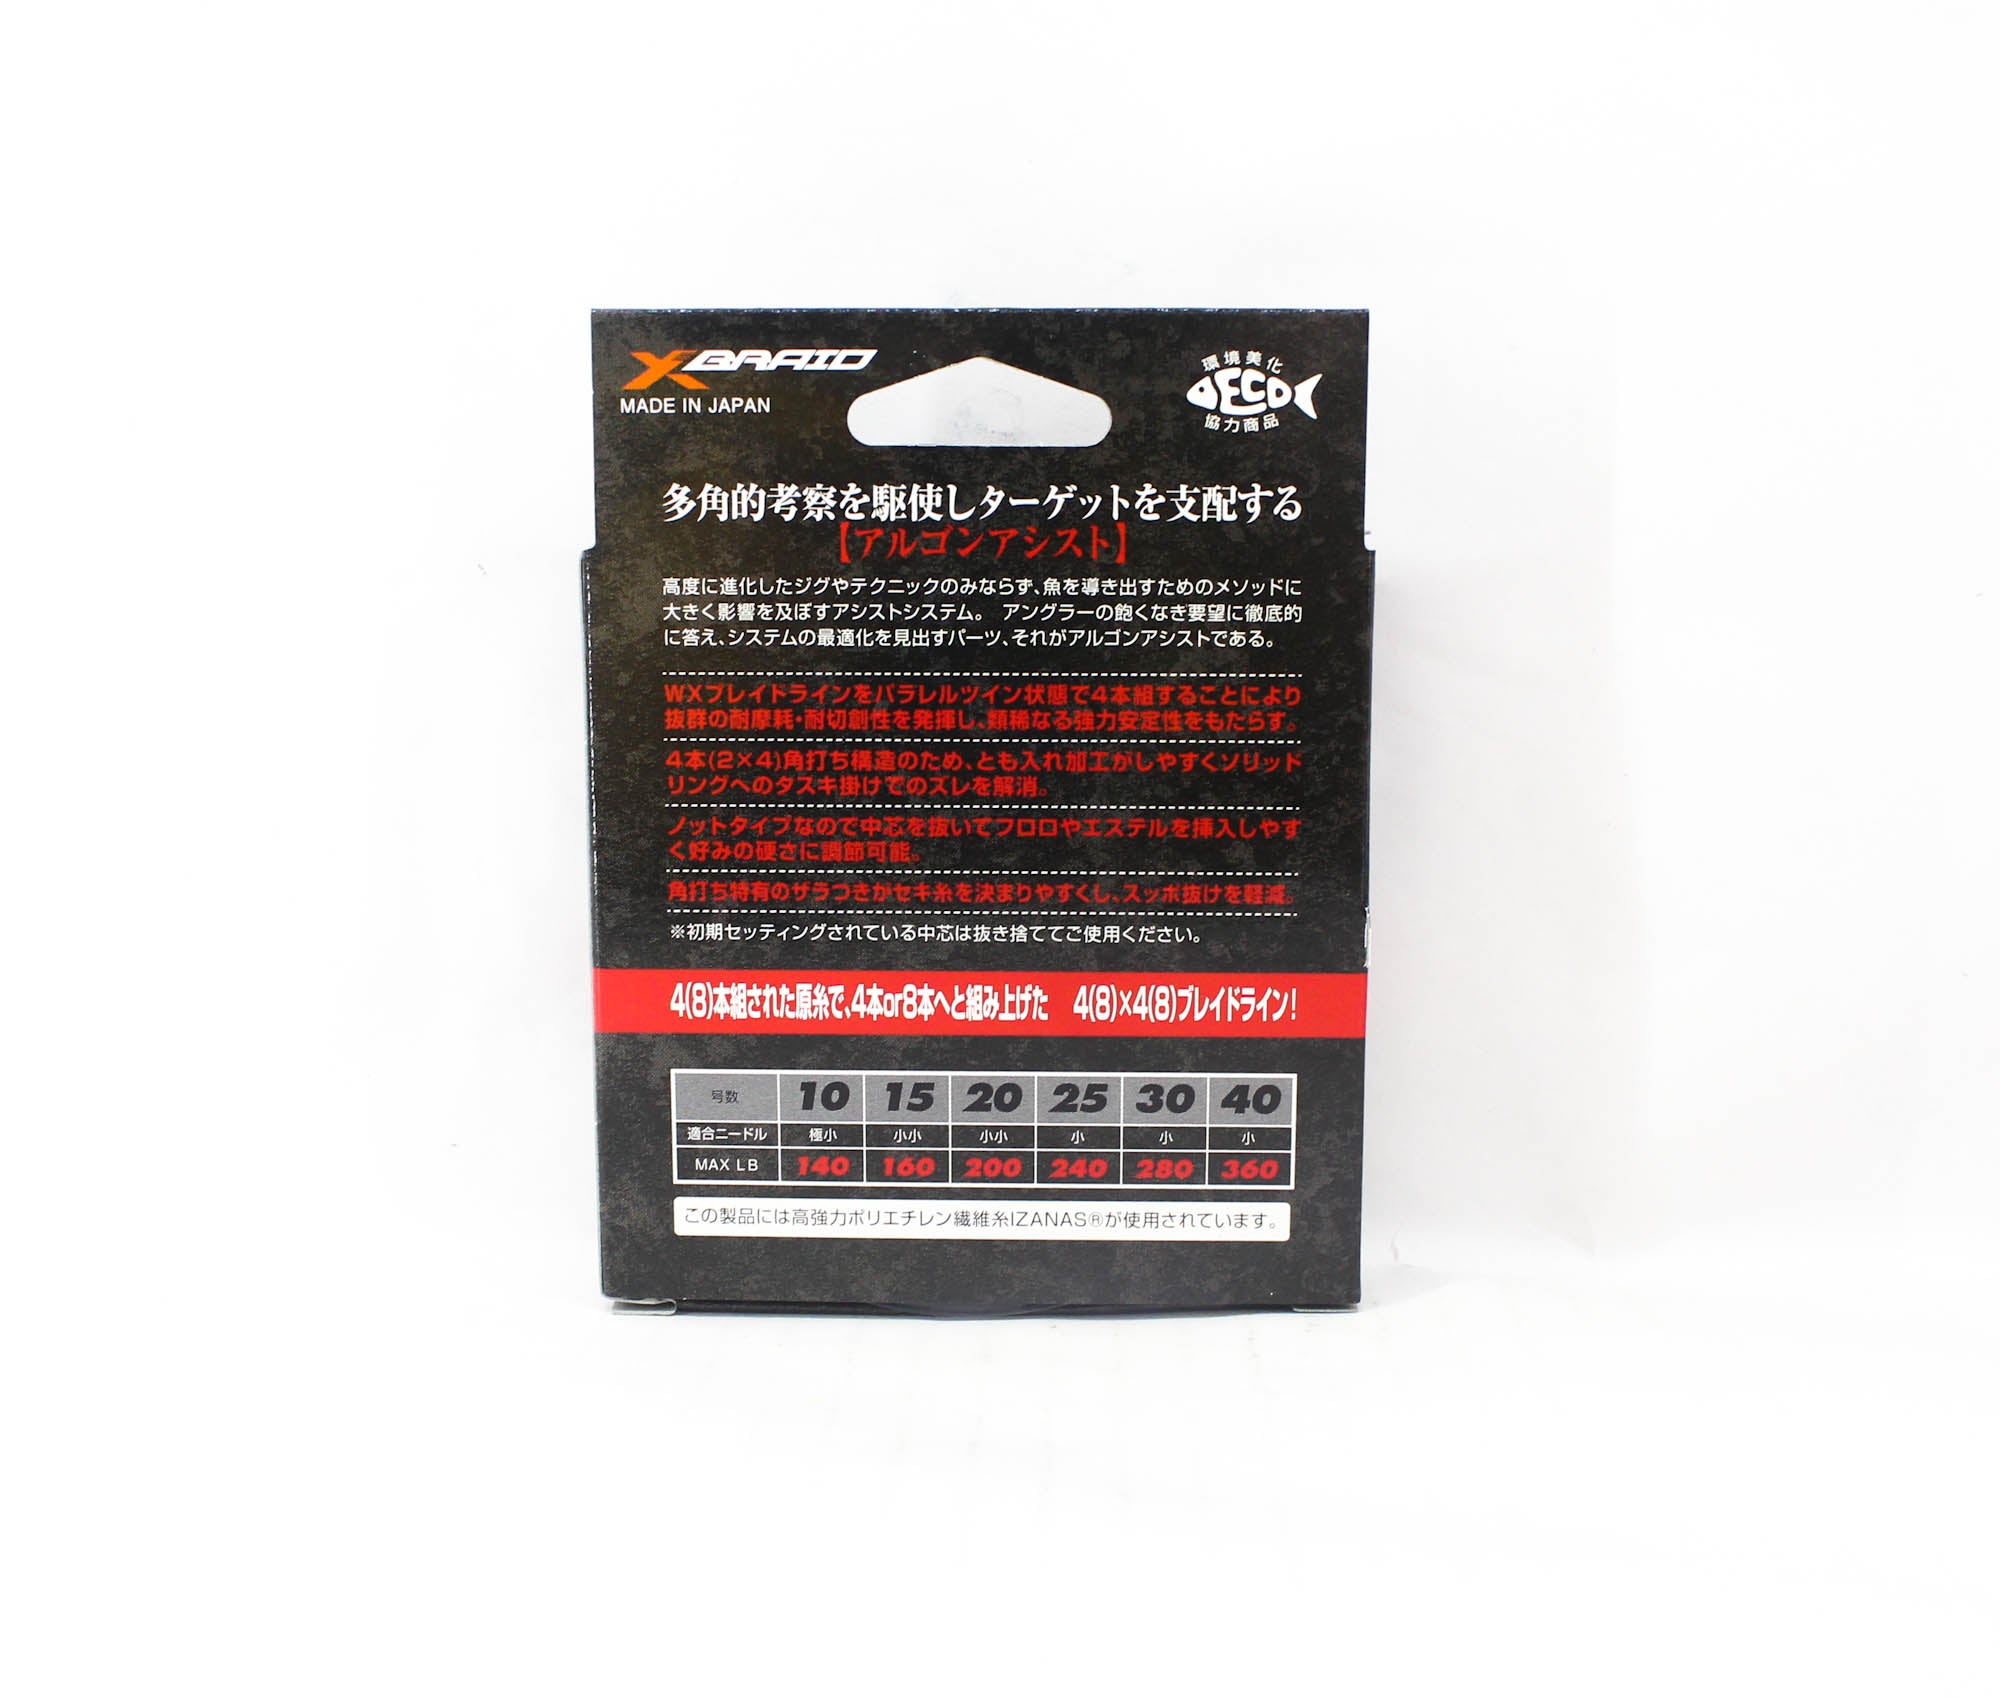 XBRAID
MADE IN JAPAN
環境美化
DECO
協力商品
多角的考察を駆使しターゲットを支配する
【アルゴンアシスト】
高度に進化したジグやテクニックのみならず、魚を導き出すためのメソッドに
大きく影響を及ぼすアシストシステム。 アングラーの飽くなき要望に徹底的
に答え、システムの最適化を見出すパーツ、それがアルゴンアシストである。
WXブレイドラインをパラレルツイン状態で4本組することにより
抜群の耐摩耗・耐切創性を発揮し、類稀なる強力安定性をもたらす。
4本(2×4)角打ち構造のため、とも入れ加工がしやすくソリッド
リングへのタスキ掛けでのズレを解消。
ノットタイプなので中芯を抜いてフロロやエステルを挿入しやす
く好みの硬さに調節可能。
角打ち特有のザラつきがセキ糸を決まりやすくし、スッポ抜けを軽減。
※初期セッティングされている中芯は抜き捨ててご使用ください。
4(8)本組された原糸で、4本or8本へと組み上げた 4(8)×4(8)ブレイドライン!
号数 10 15 20 25 30 40
適合ニードル 極小 小小 小小 小 小 小
MAX LB 140 160 200 240 280 360
この製品には高強力ポリエチレン繊維糸IZANAS®が使用されています。